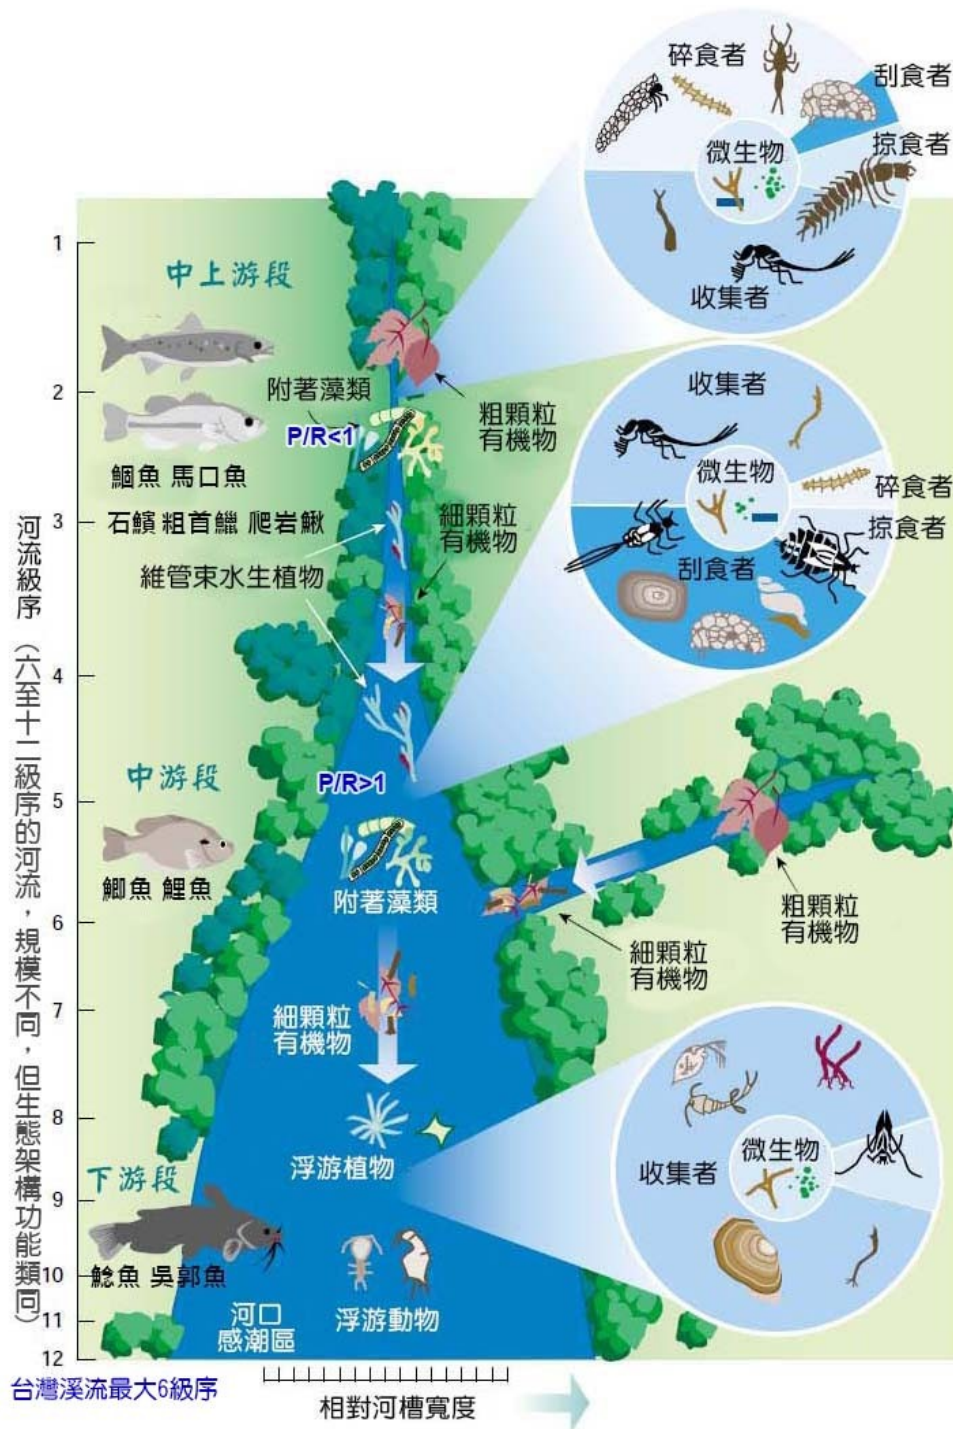 碎食者
刮食者
掠食者
微生物
收集者
1
中上游段
2
附著藻類
P/R<1
粗顆粒
有機物
鯝魚 馬口魚
收集者
微生物
碎食者
掠食者
刮食者
3
石鱝 粗首鱲 爬岩鰍
細顆粒
有機物
維管束水生植物
河流級序（六至十二級序的河流，規模不同，但生態架構功能類同）
4
P/R>1
中游段
5
鯽魚 鯉魚
附著藻類
粗顆粒
有機物
6
細顆粒
有機物
7
細顆粒
有機物
8
浮游植物
微生物
收集者
下游段
9
鯰魚 吳郭魚
10
河口
感潮區
浮游動物
11
12
台灣溪流最大6級序
相對河槽寬度